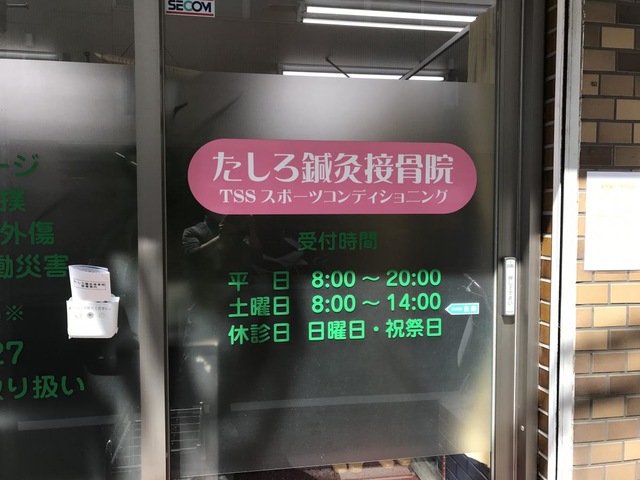 SECOM
たしろ鍼灸接骨院
TSS スポーツコンディショニング
受付時間
平 日 8:00～20:00
土曜日 8:00～14:00
休診日 日曜日・祝祭日
ージ
撲
外傷
働災害
※
27
取り扱い